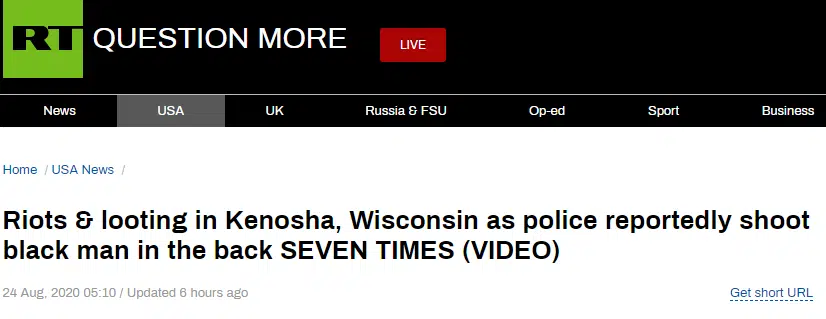 RT QUESTION MORE LIVE
News USA UK Russia & FSU Op-ed Sport Business
Home / USA News /
Riots & looting in Kenosha, Wisconsin as police reportedly shoot
black man in the back SEVEN TIMES (VIDEO)
24 Aug, 2020 05:10 / Updated 6 hours ago Get short URL